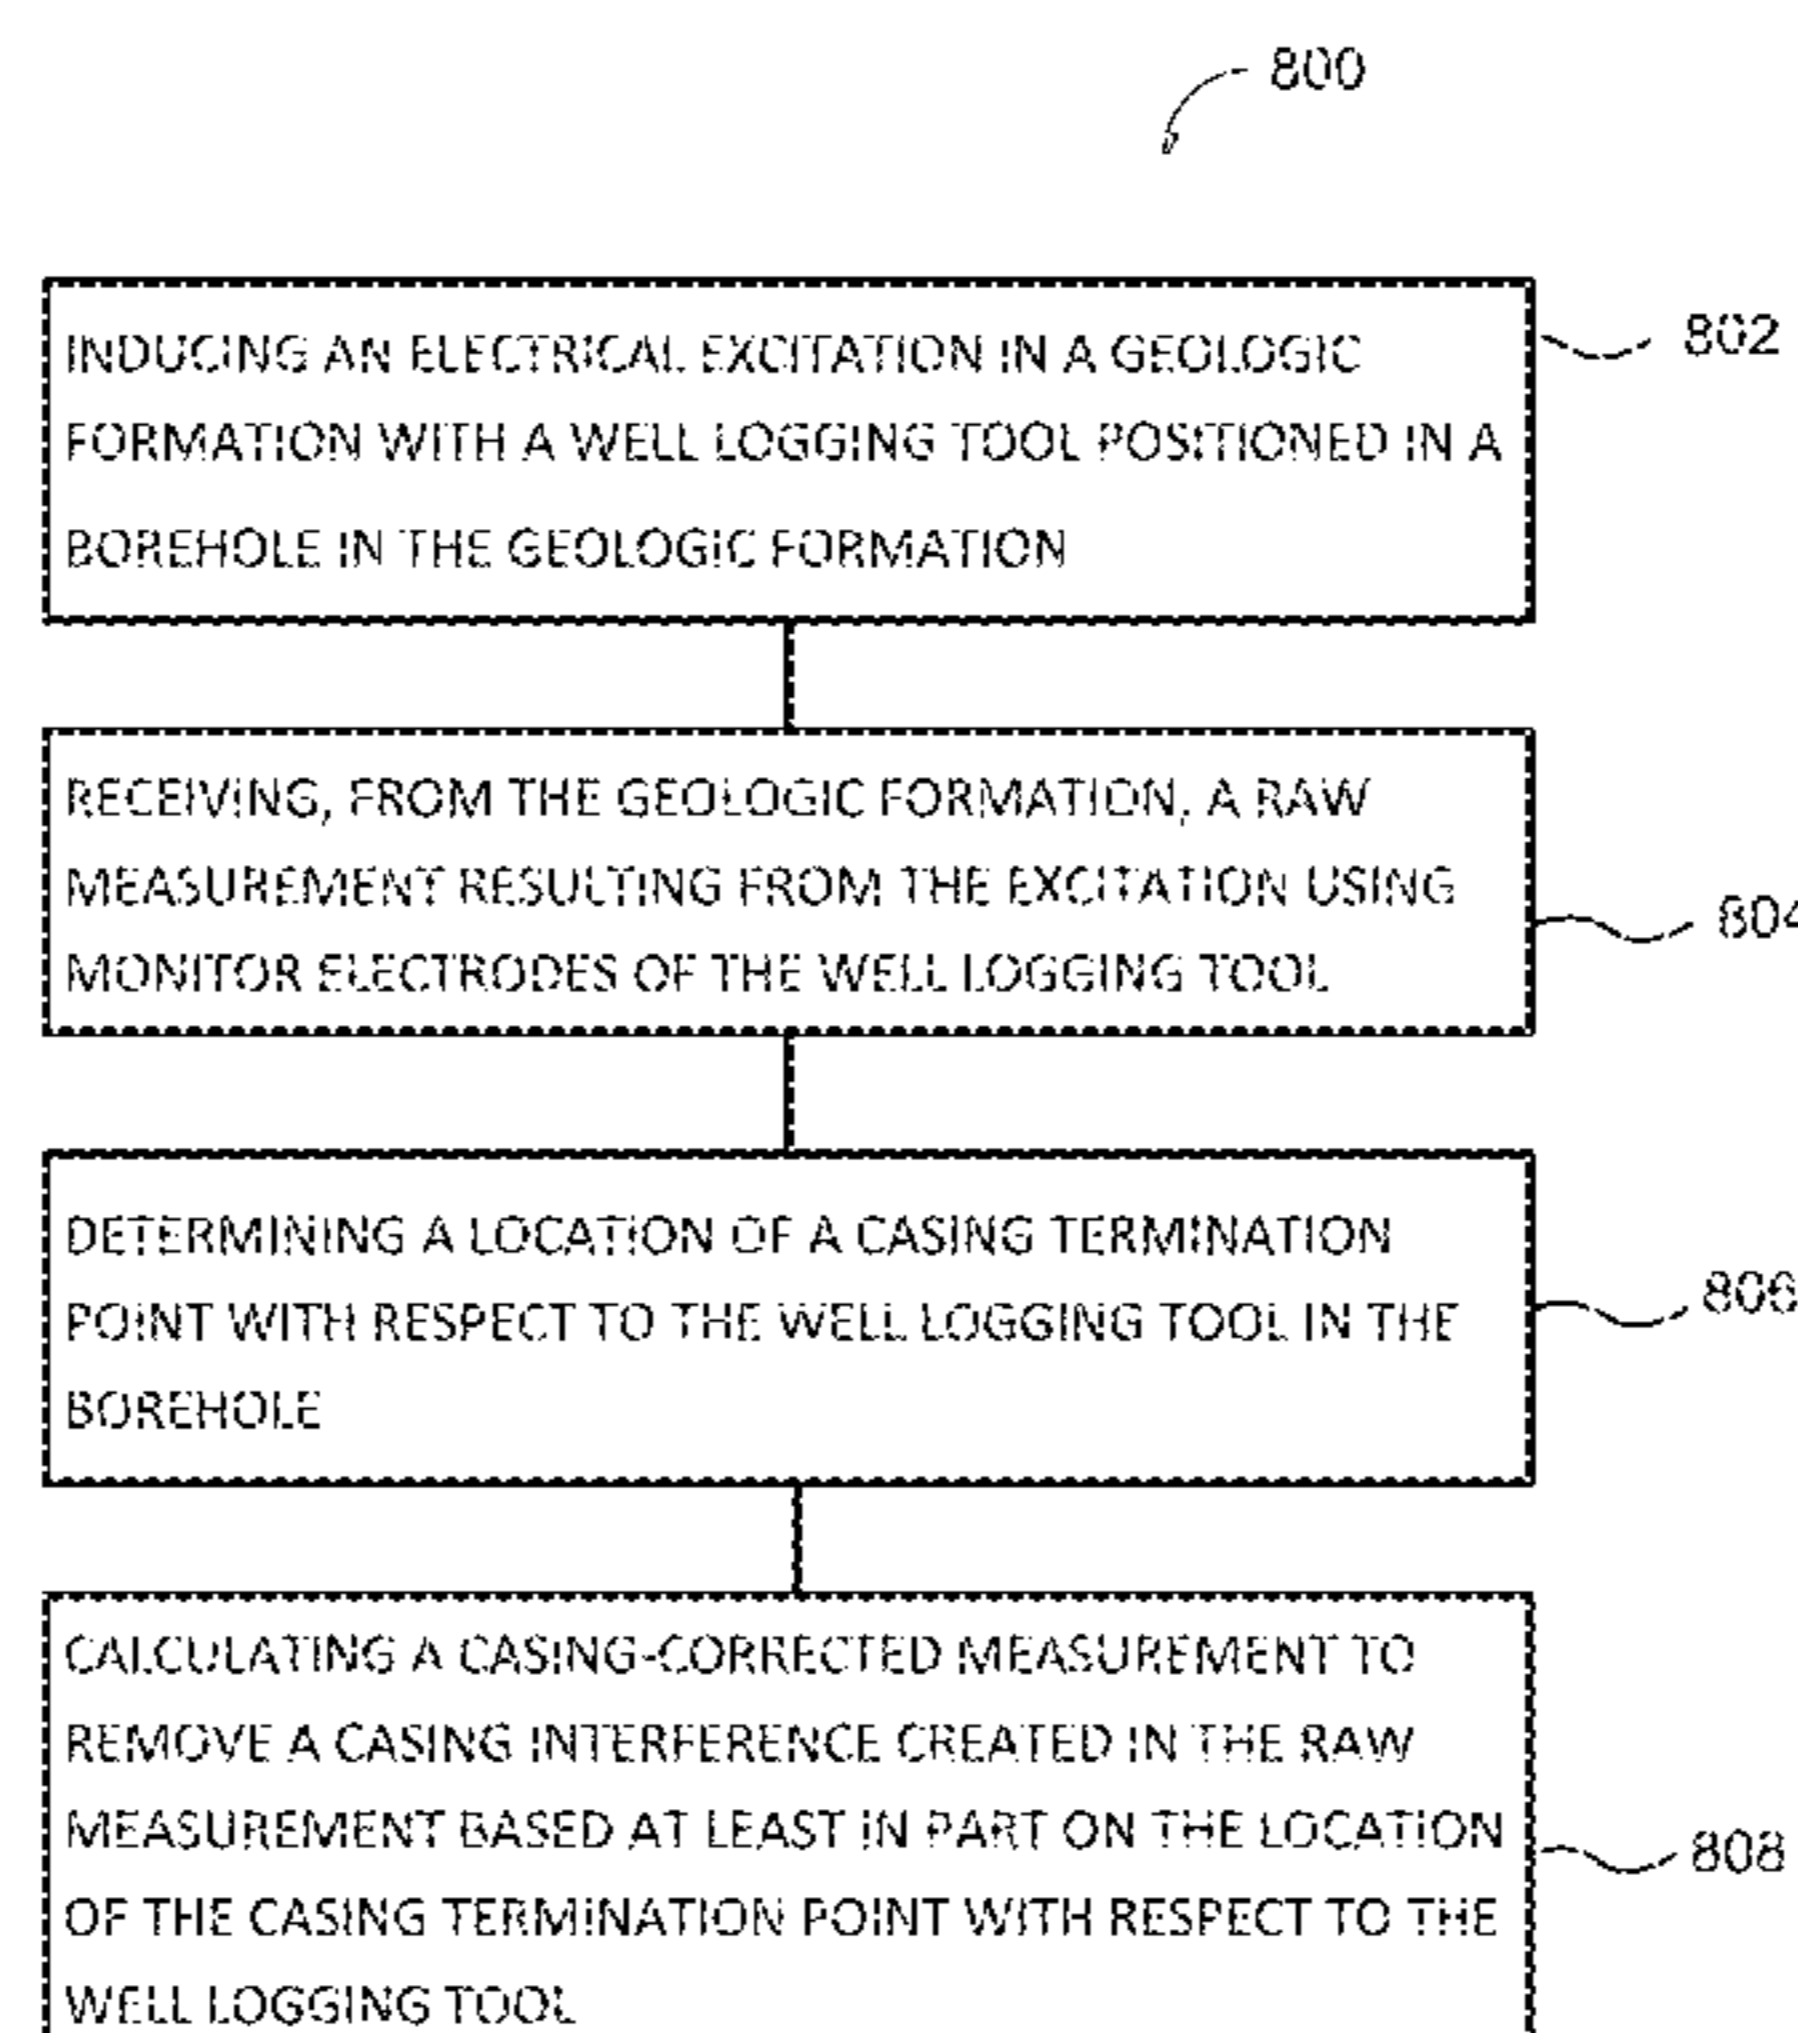 800
INDUCING AN ELECTRICAL EXCITATION IN A GEOLOGIC
802
FORMATION WITH A WELL LOGGING TOOL POSITIONED IN A
BOREHOLE IN THE GEOLOGIC FORMATION
RECEIVING, FROM THE GEOLOGIC FORMATION, A RAW
MEASUREMENT RESULTING FROM THE EXCITATION USING
804
MONITOR ELECTRODES OF THE WELL LOGGING TOOL
DETERMINING A LOCATION OF A CASING TERMINATION
POINT WITH RESPECT TO THE WELL LOGGING TOOL IN THE
806
BOREHOLE
CALCULATING A CASING-CORRECTED MEASUREMENT TO
REMOVE A CASING INTERFERENCE CREATED IN THE RAW
MEASUREMENT BASED AT LEAST IN PART ON THE LOCATION
808
OF THE CASING TERMINATION POINT WITH RESPECT TO THE
WELL LOGGING TOOL